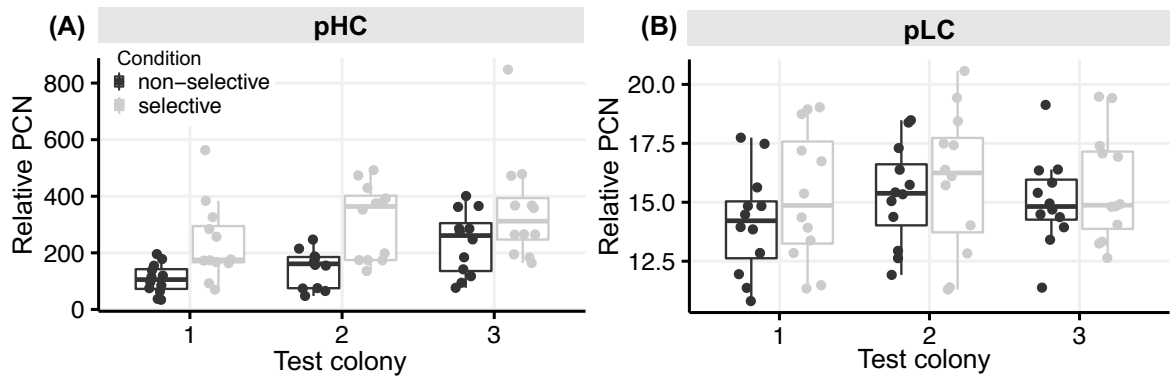 (A)
pHC
Condition
non−selective
selective
Relative PCN
800
600
400
200
0
1
2
3
Test colony
(B)
pLC
Relative PCN
20.0
17.5
15.0
12.5
1
2
3
Test colony